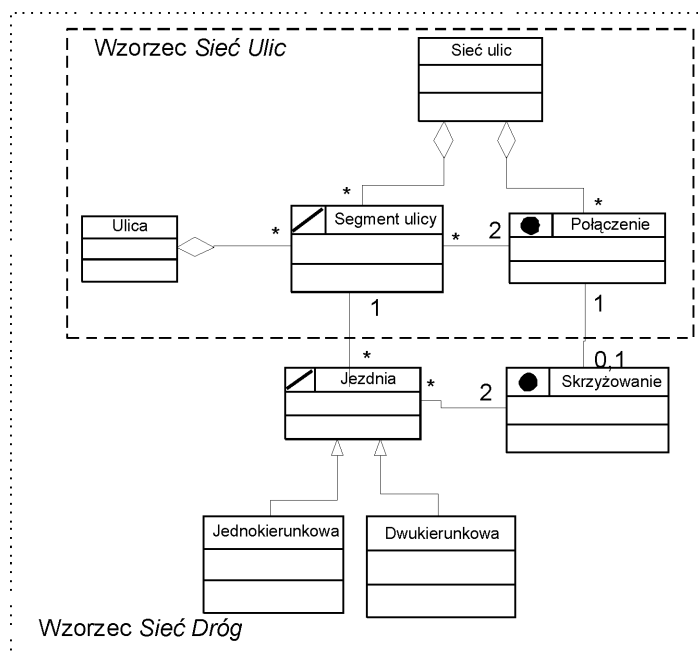 Wzorzec Sieć Ulic
Sieć ulic
*
*
Ulica
*
Segment ulicy
*
2
Połączenie
1
1
*
0,1
Jezdnia
*
2
Skrzyżowanie
Jednokierunkowa
Dwukierunkowa
Wzorzec Sieć Dróg